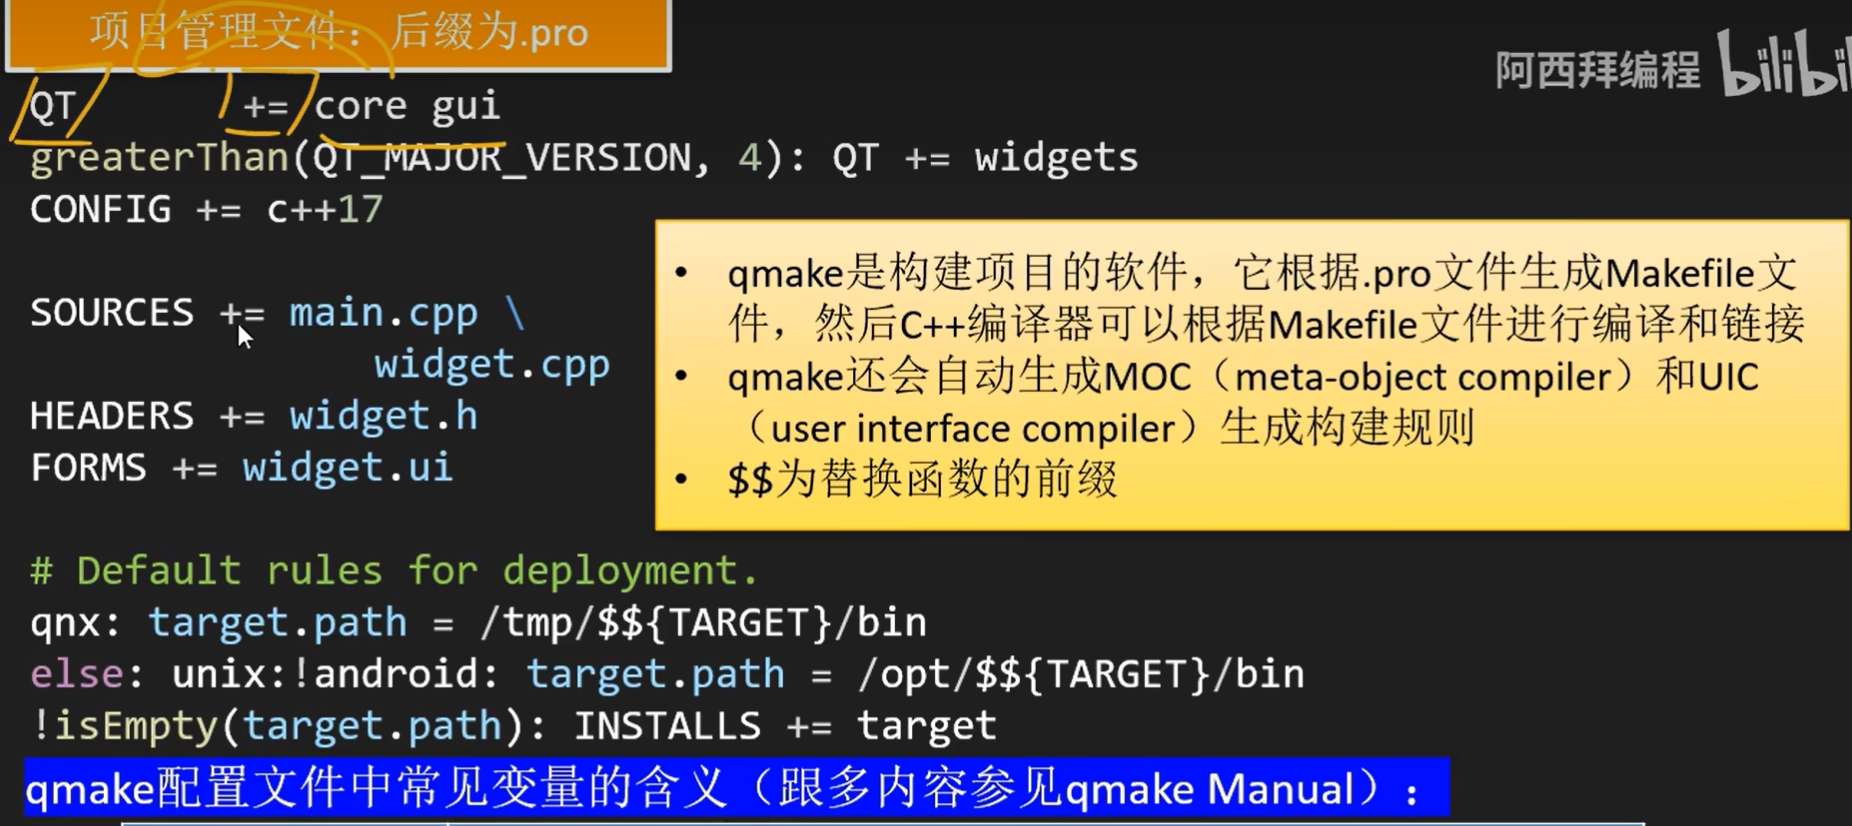 项目管理文件：后缀为.pro
阿西拜编程
QT += core gui
greaterThan(QT_MAJOR_VERSION, 4): QT += widgets
CONFIG += c++17
SOURCES += main.cpp \
widget.cpp
HEADERS += widget.h
FORMS += widget.ui
• qmake是构建项目的软件，它根据.pro文件生成Makefile文
件，然后C++编译器可以根据Makefile文件进行编译和链接
• qmake还会自动生成MOC（meta-object compiler）和UIC
（user interface compiler）生成构建规则
• $$为替换函数的前缀
# Default rules for deployment.
qnx: target.path = /tmp/$${TARGET}/bin
else: unix:!android: target.path = /opt/$${TARGET}/bin
!isEmpty(target.path): INSTALLS += target
qmake配置文件中常见变量的含义（跟多内容参见qmake Manual）：